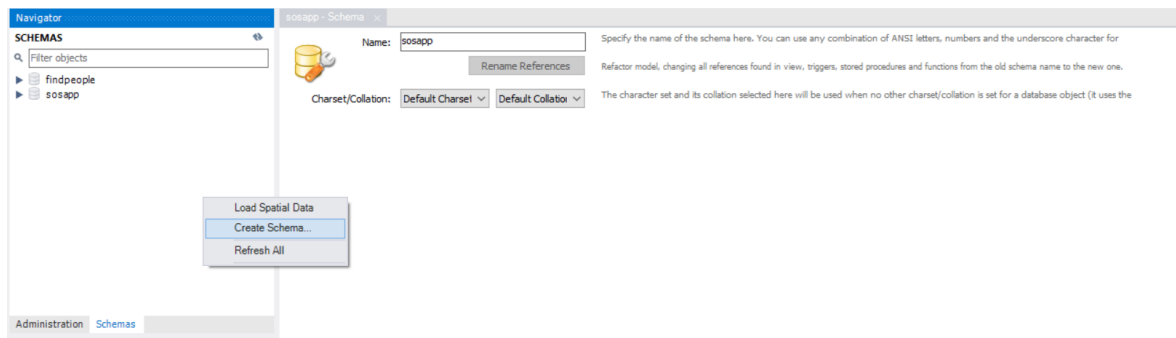 Navigator
SCHEMAS
Filter objects
findpeople
sosapp
Load Spatial Data
Create Schema...
Refresh All
Administration Schemas
sosapp - Schema
Name: sosapp
Specify the name of the schema here. You can use any combination of ANSI letters, numbers and the underscore character for
Rename References
Refactor model, changing all references found in view, triggers, stored procedures and functions from the old schema name to the new one.
Charset/Collation: Default Charset Default Collation
The character set and its collation selected here will be used when no other charset/collation is set for a database object (it uses the